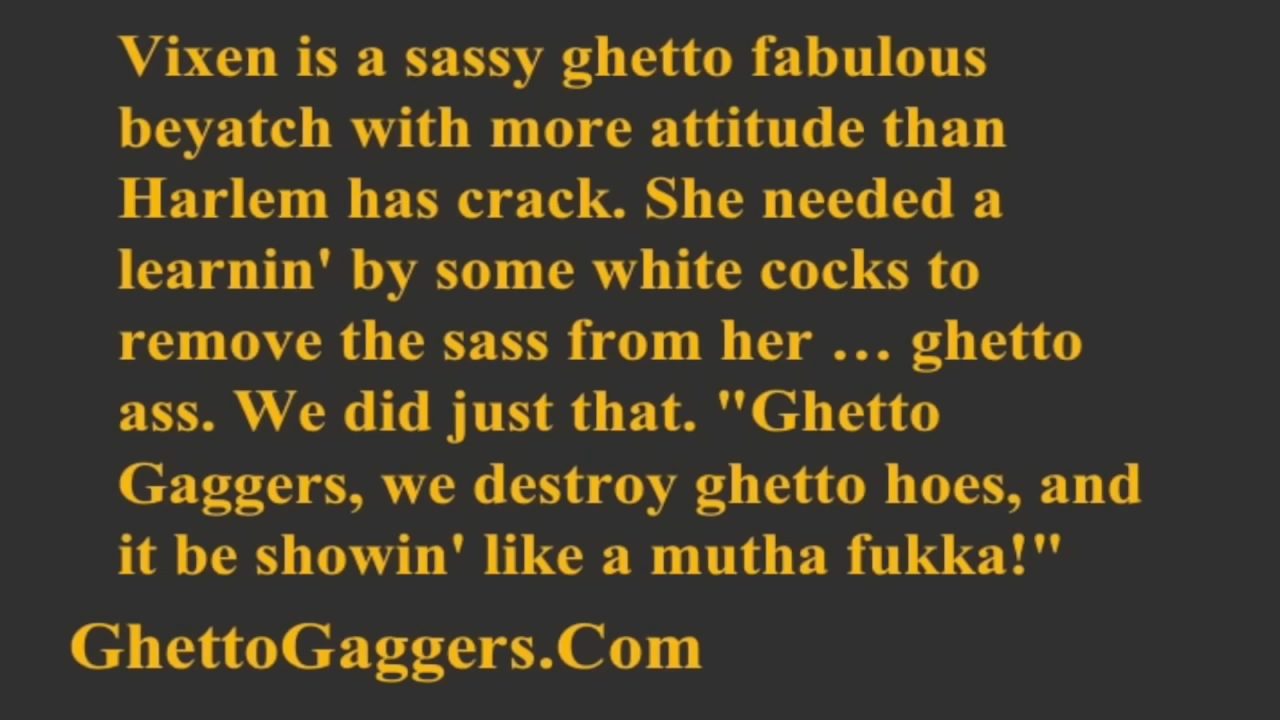 Vixen is a sassy ghetto fabulous
beyatch with more attitude than
Harlem has crack. She needed a
learnin' by some white cocks to
remove the sass from her … ghetto
ass. We did just that. "Ghetto
Gaggers, we destroy ghetto hoes, and
it be showin' like a mutha fukka!"
GhettoGaggers.Com